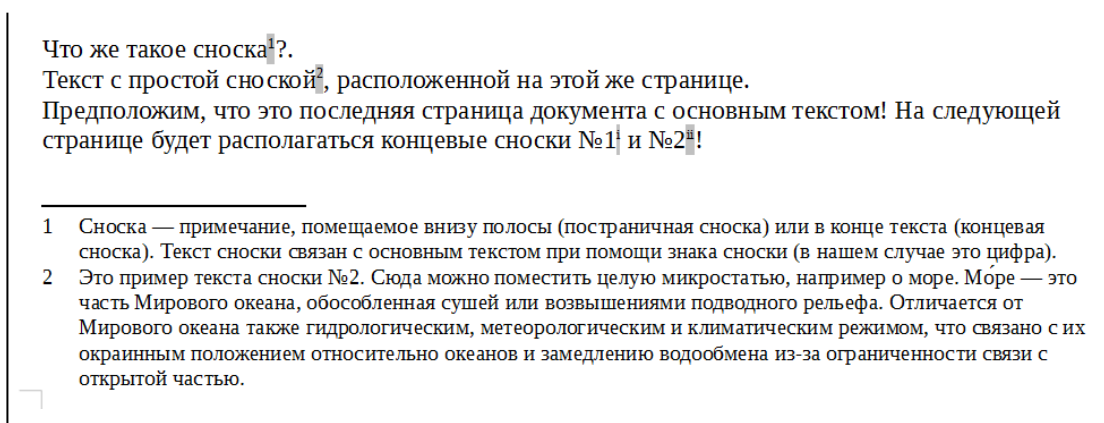 Что же такое сноска1?.
Текст с простой сноской2, расположенной на этой же странице.
Предположим, что это последняя страница документа с основным текстом! На следующей
странице будет располагаться концевые сноски №1i и №2ii!
1 Сноска — примечание, помещаемое внизу полосы (постраничная сноска) или в конце текста (концевая
сноска). Текст сноски связан с основным текстом при помощи знака сноски (в нашем случае это цифра).
2 Это пример текста сноски №2. Сюда можно поместить целую микростатью, например о море. Мо́ре — это
часть Мирового океана, обособленная сушей или возвышениями подводного рельефа. Отличается от
Мирового океана также гидрологическим, метеорологическим и климатическим режимом, что связано с их
окраинным положением относительно океанов и замедлению водообмена из-за ограниченности связи с
открытой частью.